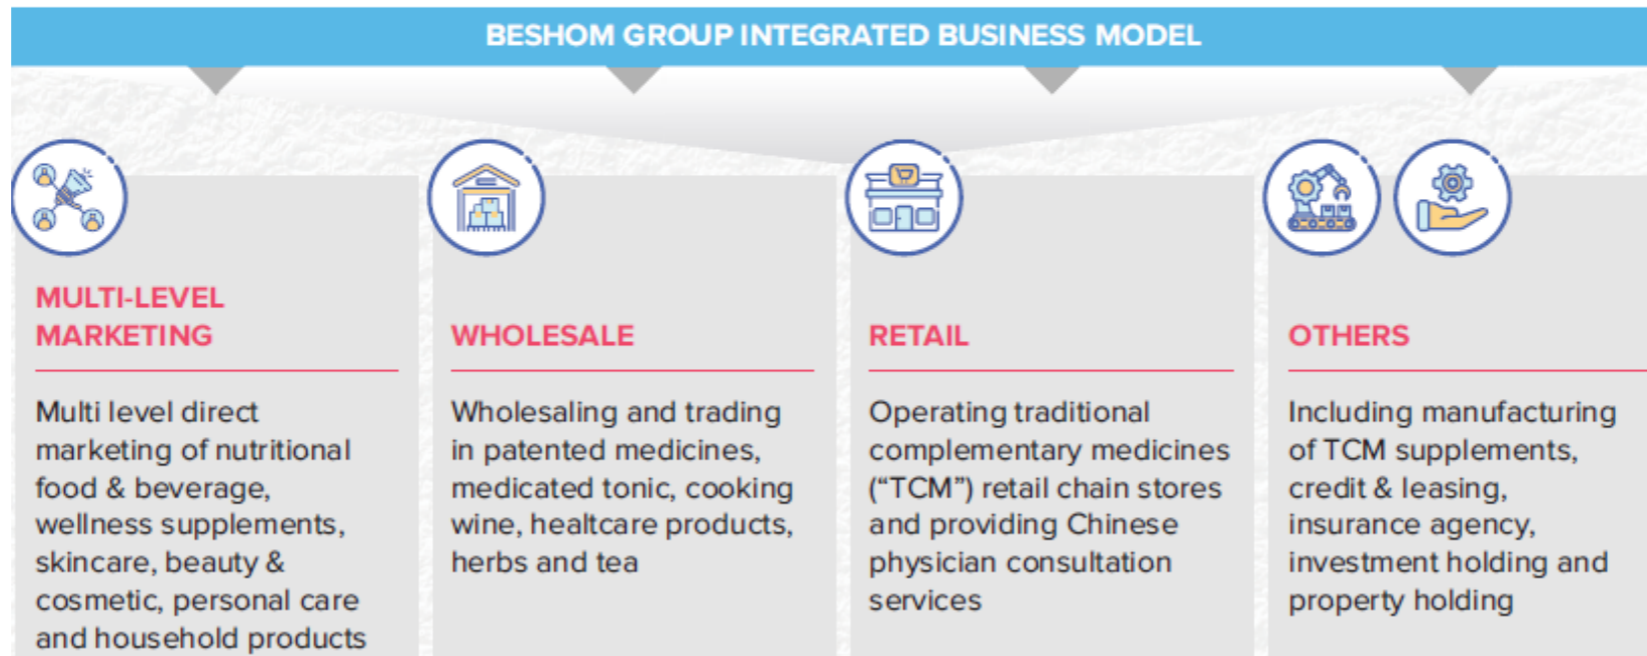 BESHOM GROUP INTEGRATED BUSINESS MODEL
MULTI-LEVEL
MARKETING
Multi level direct
marketing of nutritional
food & beverage,
wellness supplements,
skincare, beauty &
cosmetic, personal care
and household products
WHOLESALE
Wholesaling and trading
in patented medicines,
medicated tonic, cooking
wine, healtcare products,
herbs and tea
RETAIL
Operating traditional
complementary medicines
(“TCM”) retail chain stores
and providing Chinese
physician consultation
services
OTHERS
Including manufacturing
of TCM supplements,
credit & leasing,
insurance agency,
investment holding and
property holding